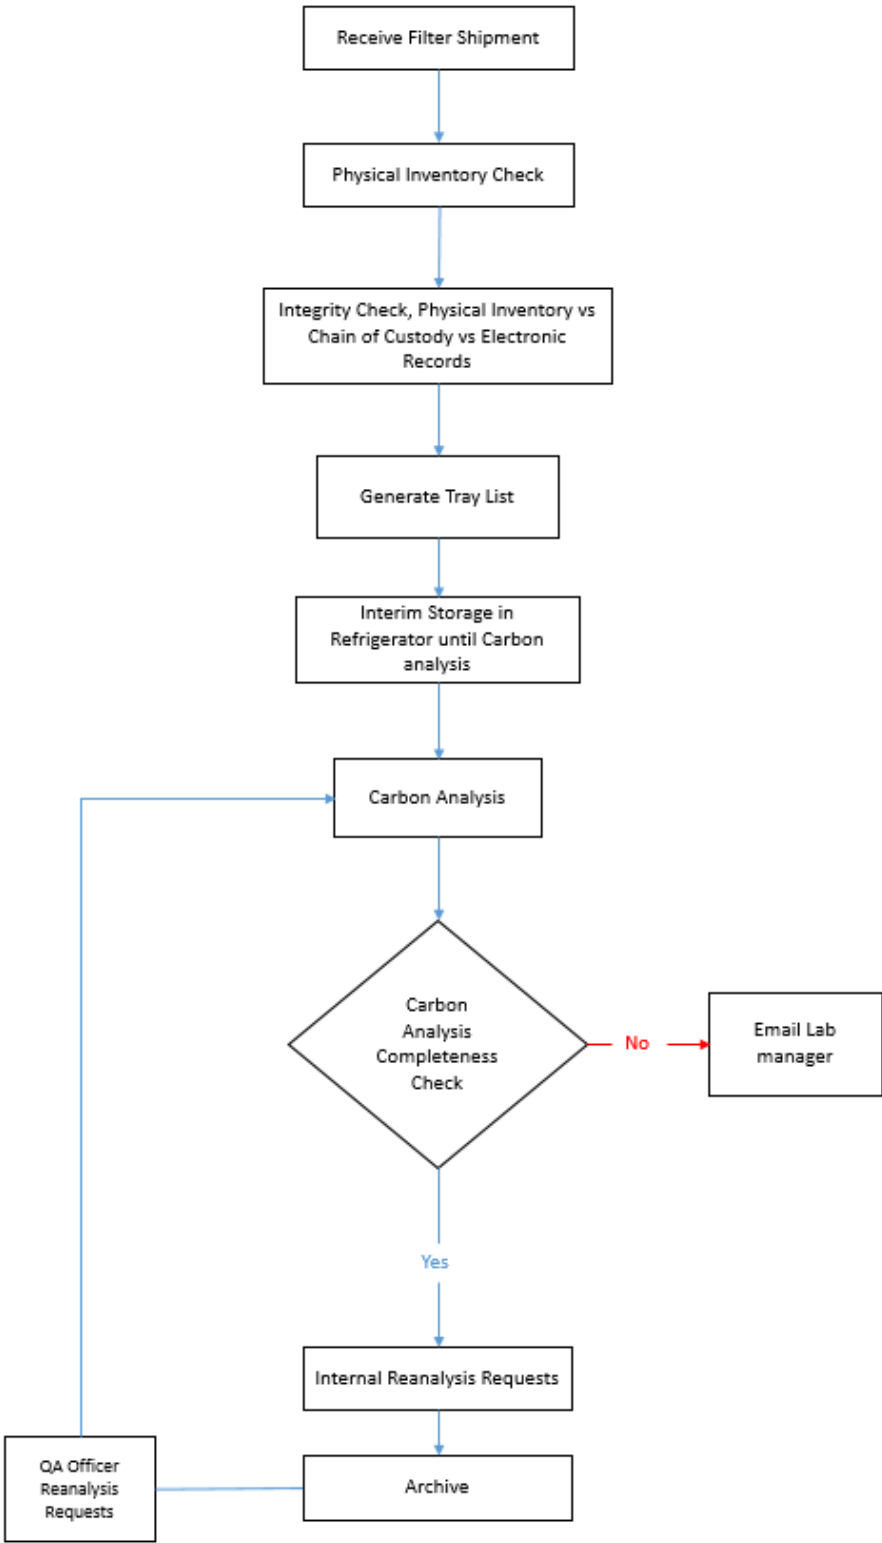 Receive Filter Shipment
Physical Inventory Check
Integrity Check, Physical Inventory vs
Chain of Custody vs Electronic
Records
Generate Tray List
Interim Storage in
Refrigerator until Carbon
analysis
Carbon Analysis
Carbon
Analysis
Completeness
Check
No
Email Lab
manager
Yes
Internal Reanalysis Requests
QA Officer
Reanalysis
Requests
Archive